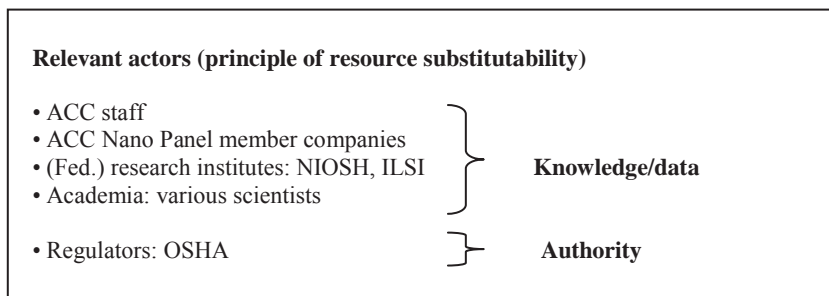 Relevant actors (principle of resource substitutability)
• ACC staff
• ACC Nano Panel member companies
• (Fed.) research institutes: NIOSH, ILSI
Knowledge/data
• Academia: various scientists
• Regulators: OSHA
Authority